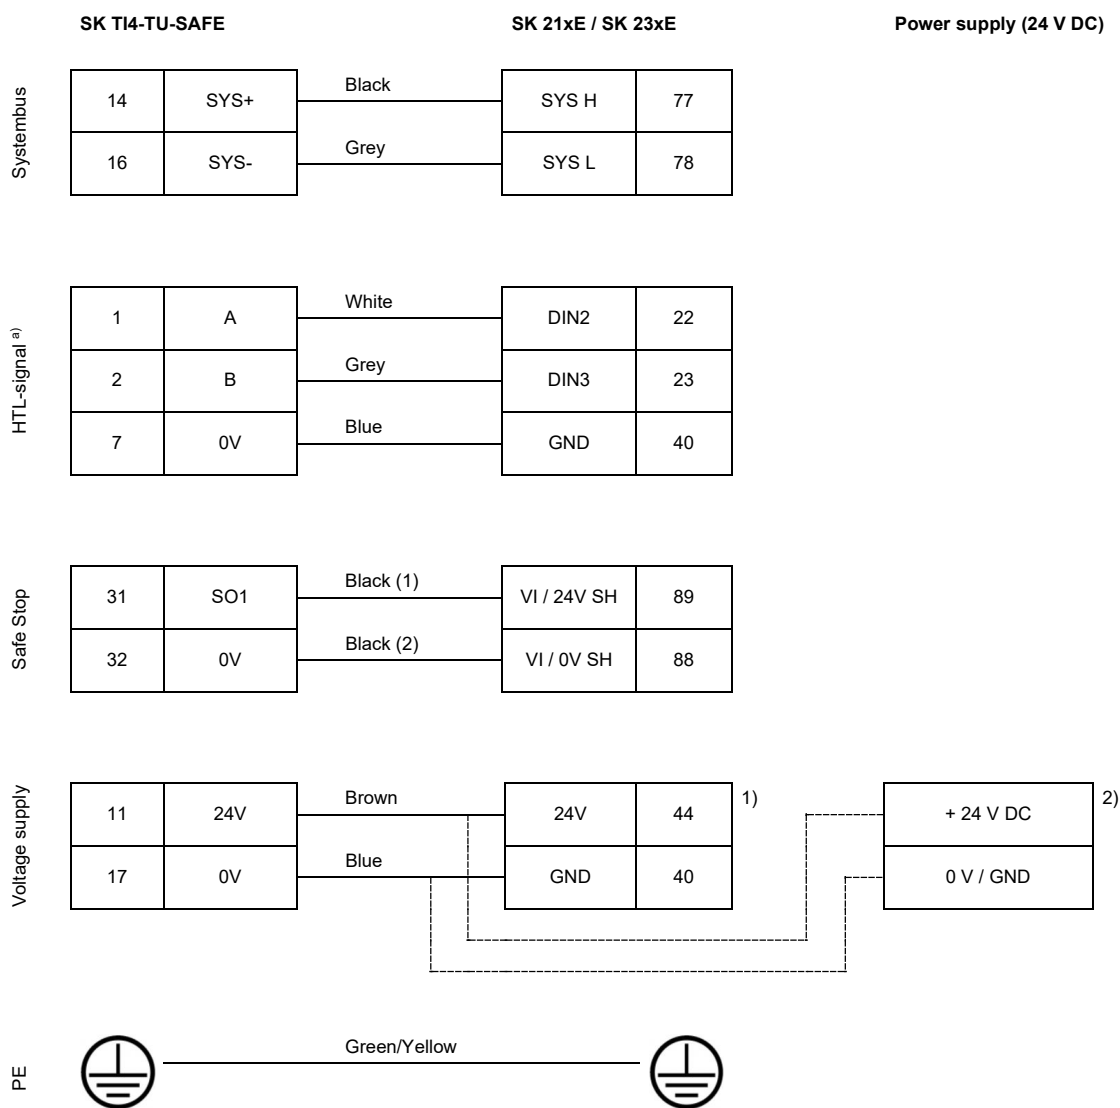 SK TI4-TU-SAFE SK 21xE / SK 23xE Power supply (24 V DC)
Systembus
14 SYS+ Black SYS H 77
16 SYS- Grey SYS L 78
HTL-signal a)
1 A White DIN2 22
2 B Grey DIN3 23
7 0V Blue GND 40
Safe Stop
31 SO1 Black (1) VI / 24V SH 89
32 0V Black (2) VI / 0V SH 88
Voltage supply
11 24V Brown 24V 44 1) + 24 V DC 2)
17 0V Blue GND 40 0 V / GND
PE
Green/Yellow